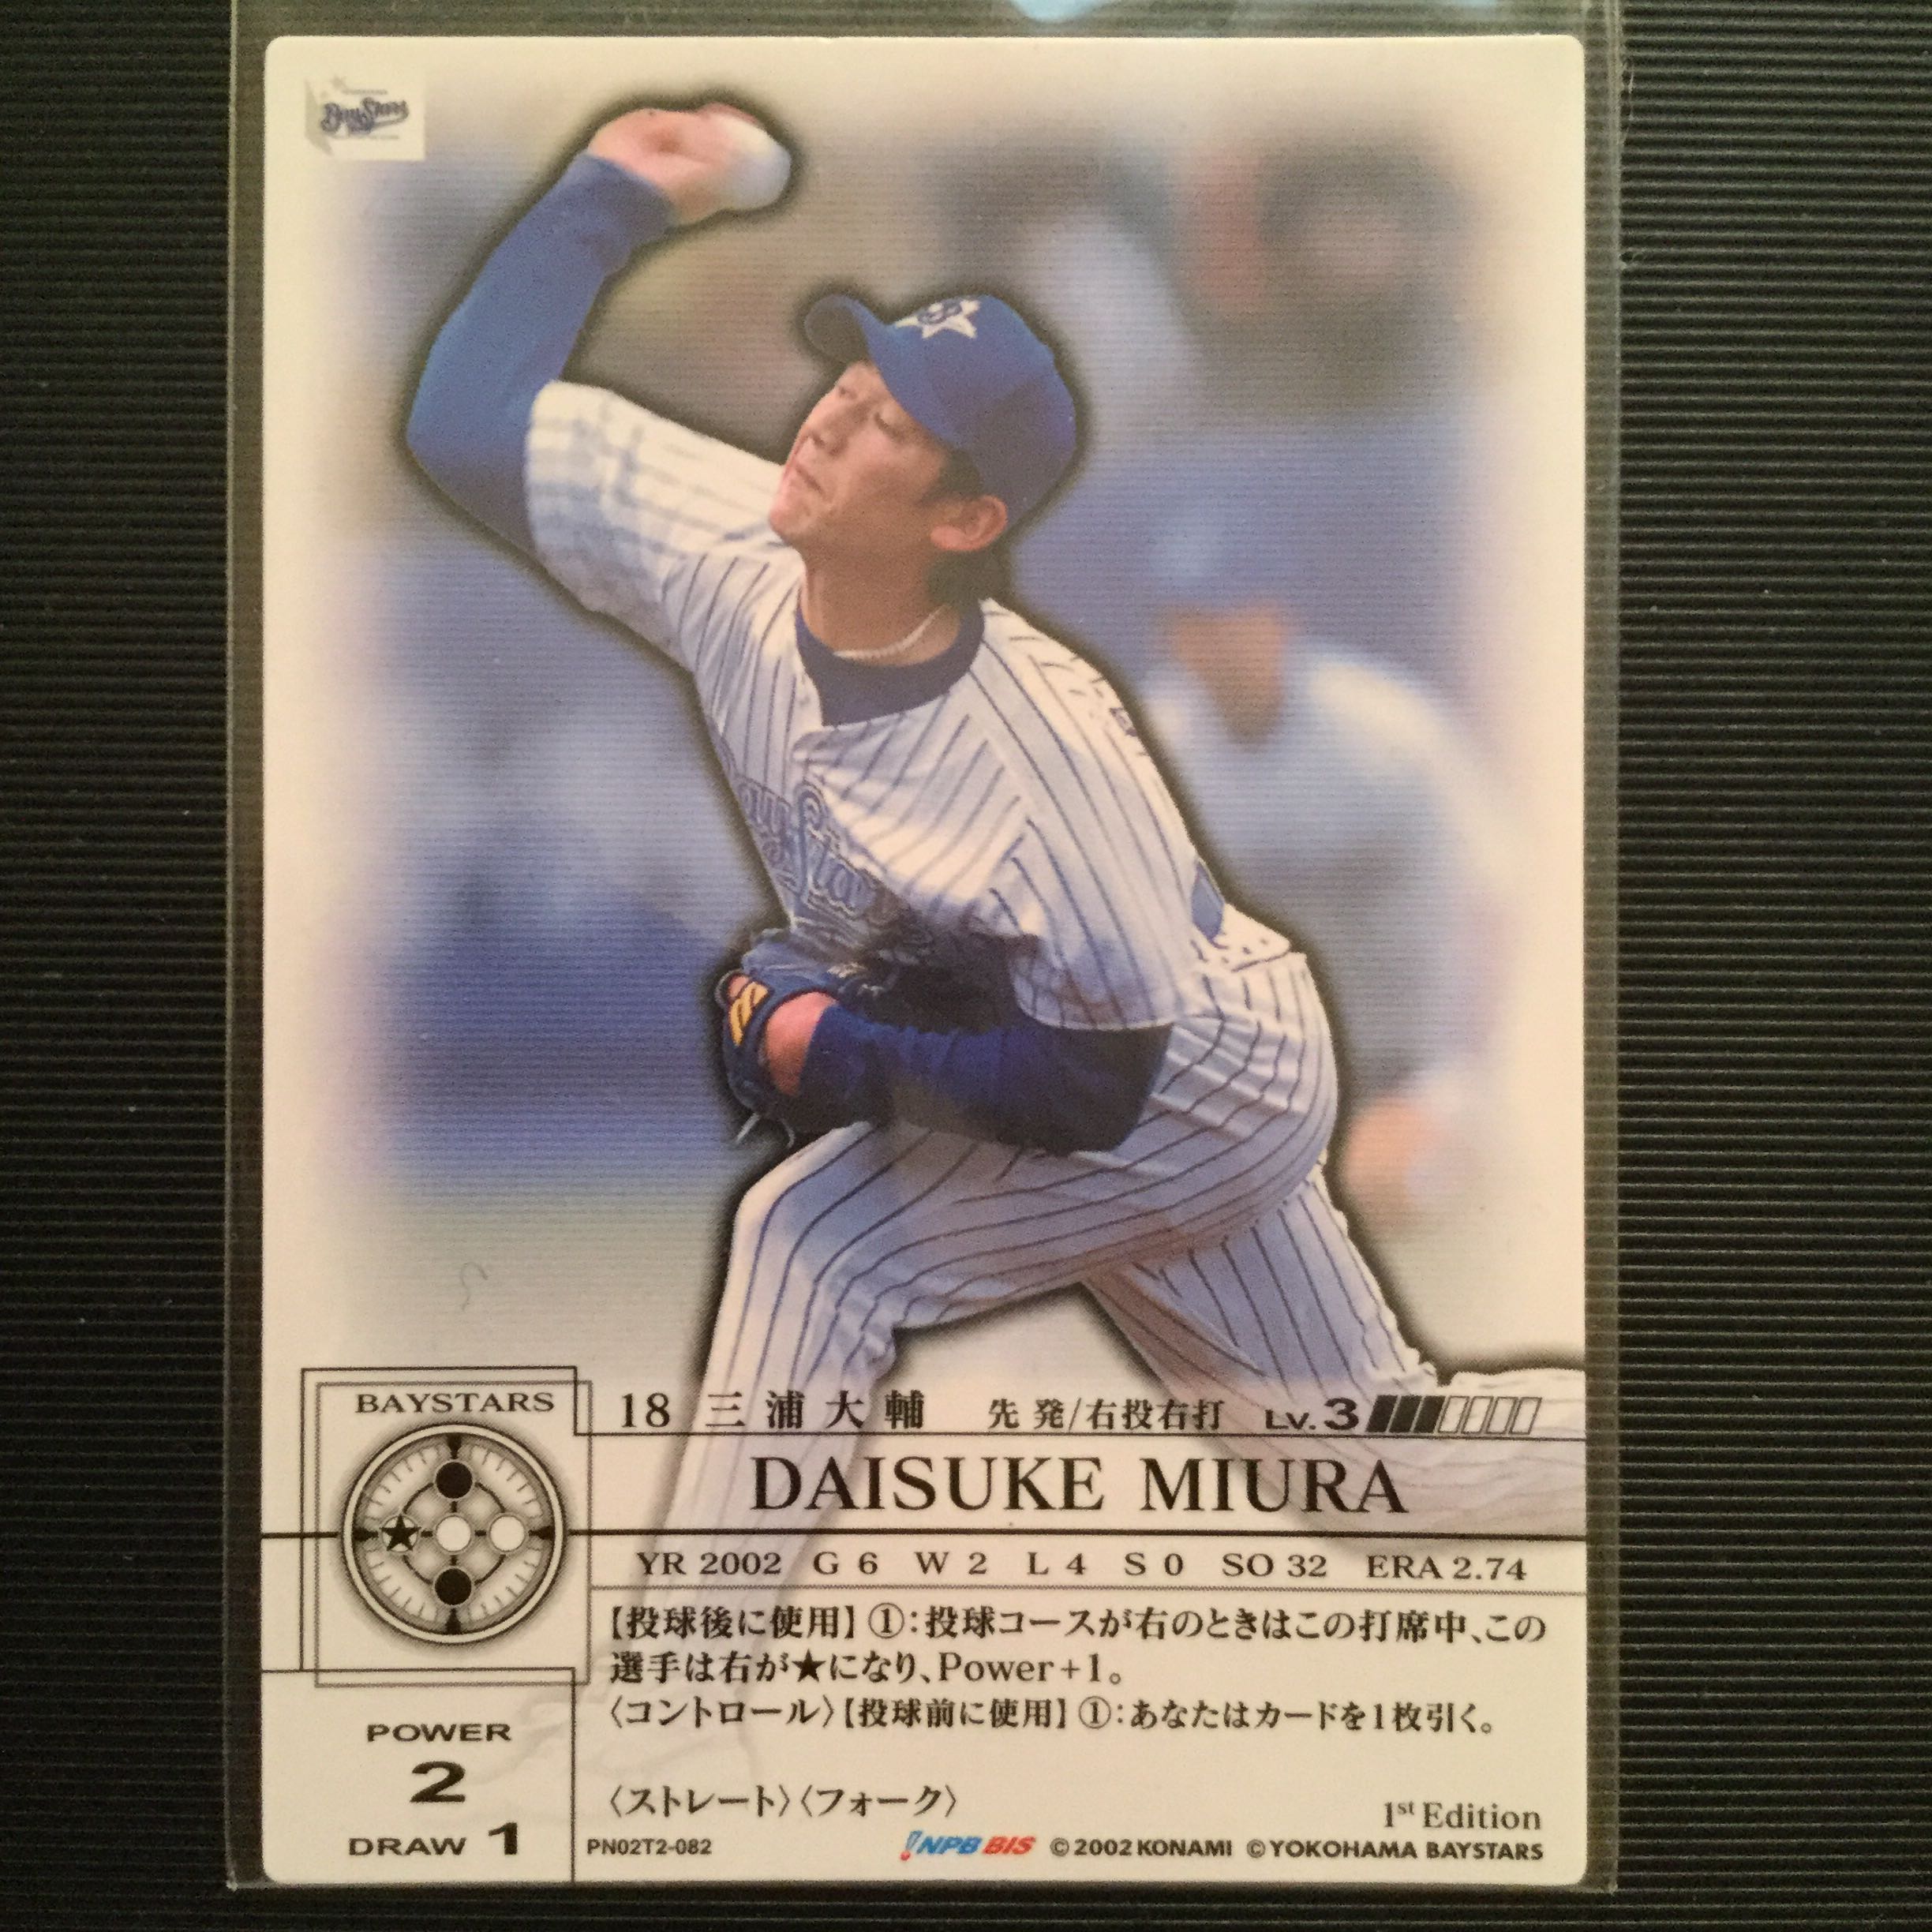 BayStars
BayStars
BAYSTARS
18 三浦大輔 先発/右投右打 Lv.3
DAISUKE MIURA
YR 2002 G 6 W 2 L 4 S 0 SO 32 ERA 2.74
【投球後に使用】①:投球コースが右のときはこの打席中、この
選手は右が★になり、Power+1。
〈コントロール〉【投球前に使用】①:あなたはカードを1枚引く。
POWER
2
DRAW 1
〈ストレート〉〈フォーク〉
1st Edition
PN02T2-082 NPB BIS ©2002 KONAMI ©YOKOHAMA BAYSTARS